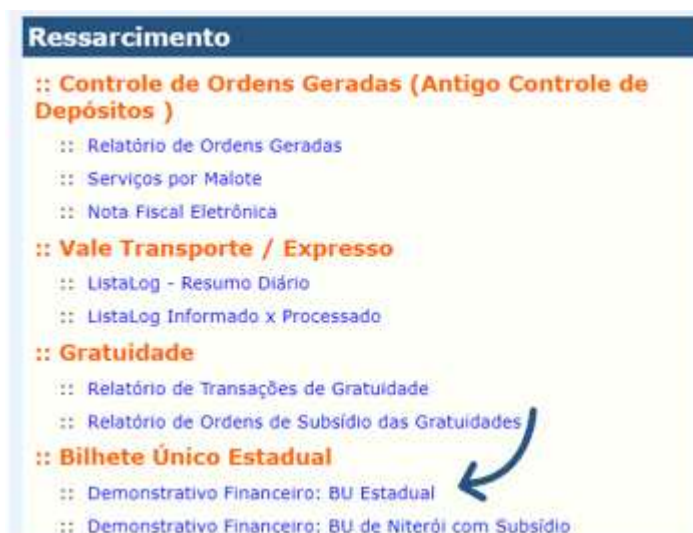 Ressarcimento
:: Controle de Ordens Geradas (Antigo Controle de
Depósitos )
:: Relatório de Ordens Geradas
:: Serviços por Malote
:: Nota Fiscal Eletrônica
:: Vale Transporte / Expresso
:: ListaLog - Resumo Diário
:: ListaLog Informado x Processado
:: Gratuidade
:: Relatório de Transações de Gratuidade
:: Relatório de Ordens de Subsídio das Gratuidades
:: Bilhete Único Estadual
:: Demonstrativo Financeiro: BU Estadual
:: Demonstrativo Financeiro: BU de Niterói com Subsídio